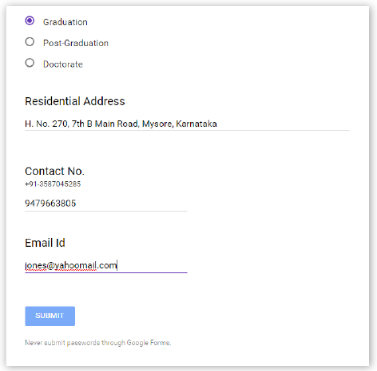 Graduation
Post-Graduation
Doctorate
Residential Address
H. No. 270, 7th B Main Road, Mysore, Karnataka
Contact No.
+91-3587045285
9479663805
Email Id
jones@yahoomail.com
SUBMIT
Never submit passwords through Google Forms.